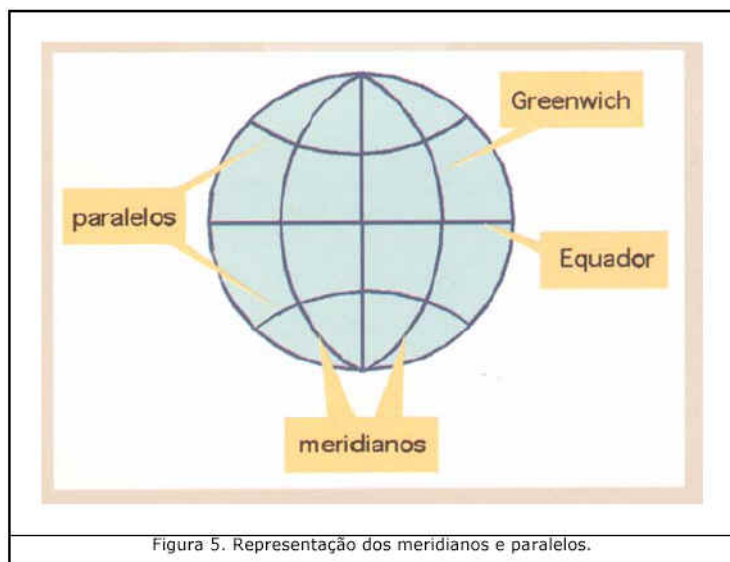 Greenwich
paralelos
Equador
meridianos
Figura 5. Representação dos meridianos e paralelos.